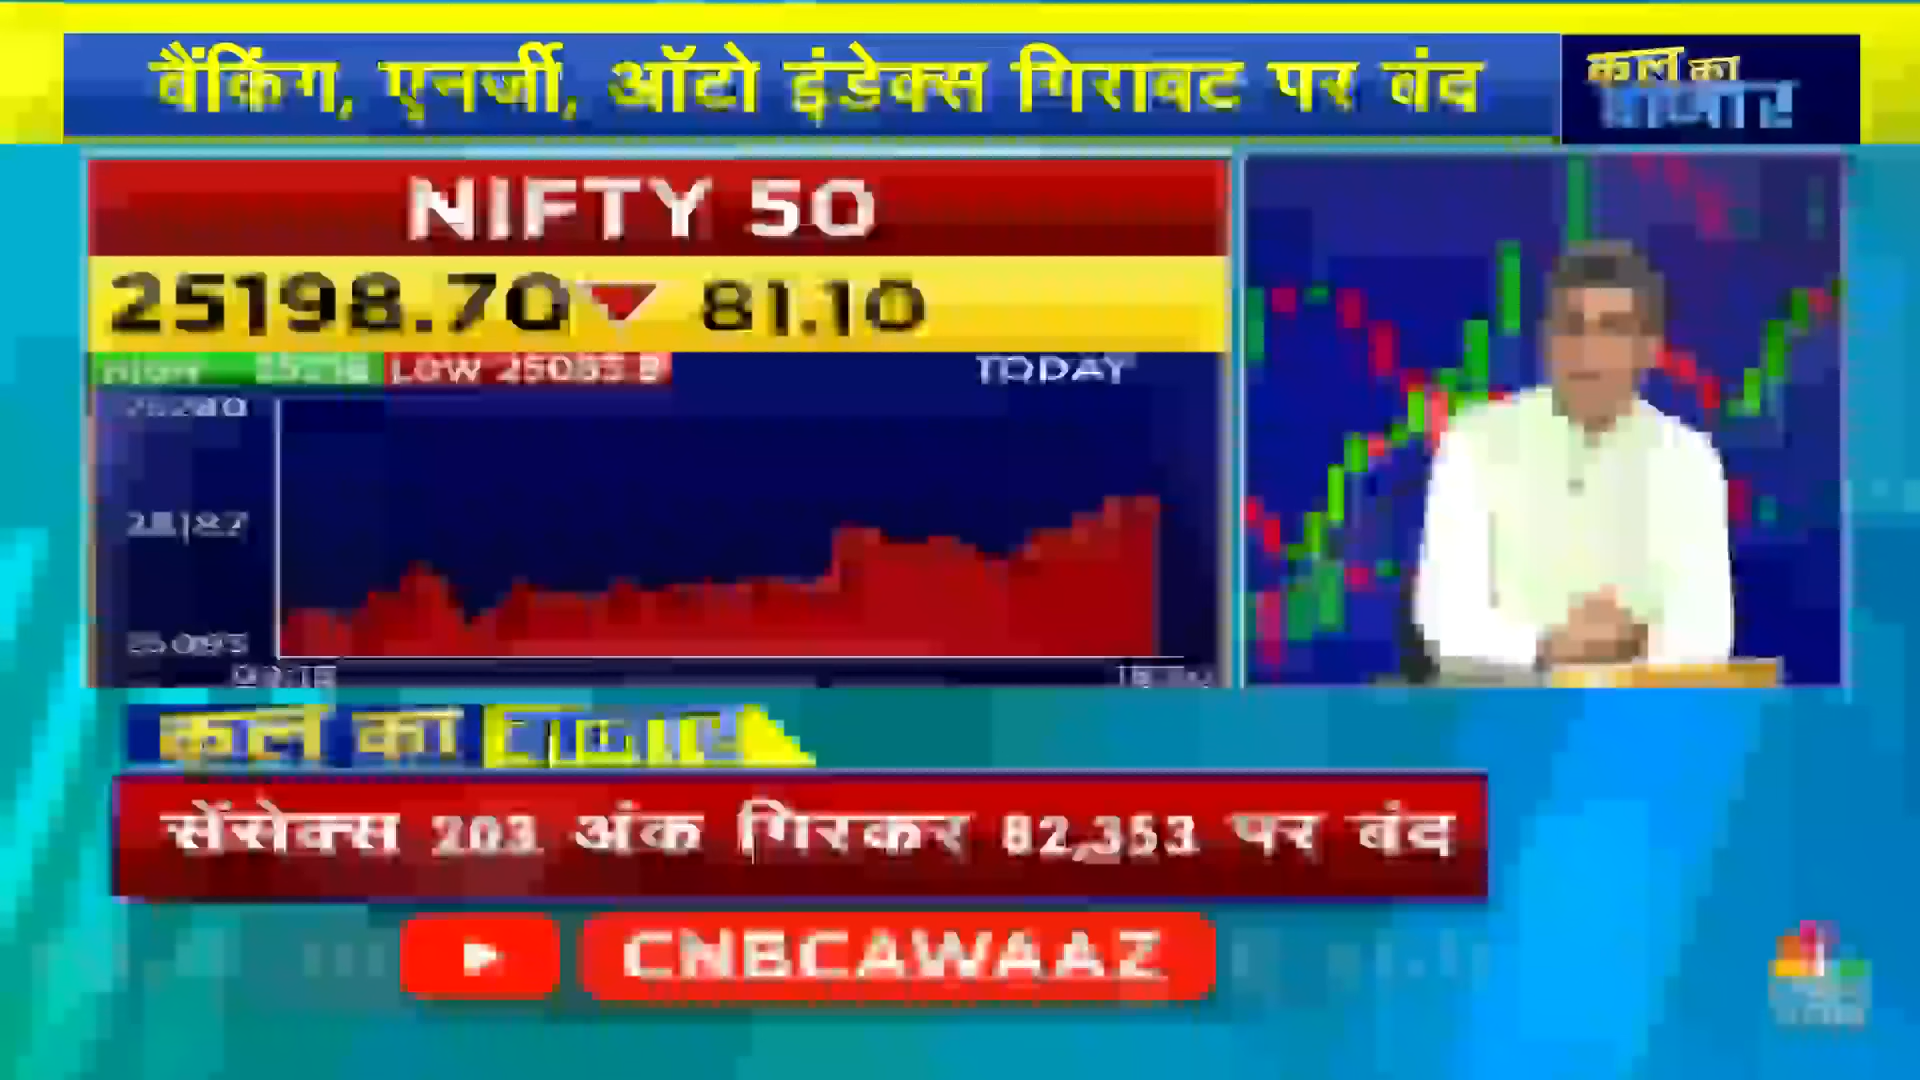 बैंकिंग, एनर्जी, ऑटो इंडेक्स गिरावट पर बंद
कल का बाजार
NIFTY 50
25198.70 81.10
LOW TODAY
कल का बाजार
सेंसेक्स 203 अंक गिरकर 82,353 पर बंद
CNBCAWAAZ